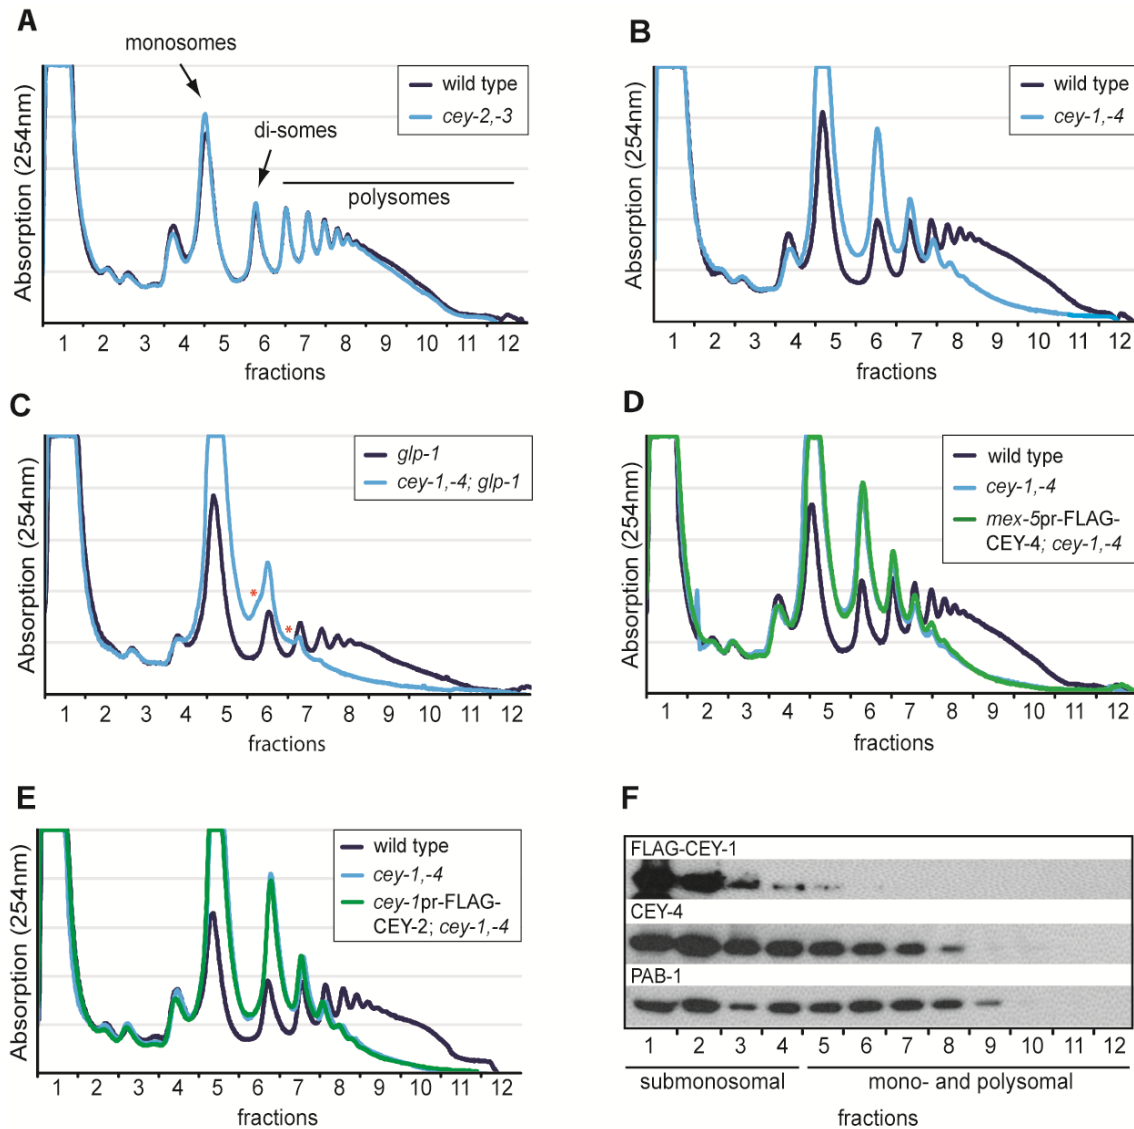 A
monosomes
di-somes
polysomes
wild type
cey-2,-3
Absorption (254nm)
1 2 3 4 5 6 7 8 9 10 11 12
fractions
B
wild type
cey-1,-4
Absorption (254nm)
1 2 3 4 5 6 7 8 9 10 11 12
fractions
C
glp-1
cey-1,-4; glp-1
*
*
Absorption (254nm)
1 2 3 4 5 6 7 8 9 10 11 12
fractions
D
wild type
cey-1,-4
mex-5pr-FLAG-
CEY-4; cey-1,-4
Absorption (254nm)
1 2 3 4 5 6 7 8 9 10 11 12
fractions
E
wild type
cey-1,-4
cey-1pr-FLAG-
CEY-2; cey-1,-4
Absorption (254nm)
1 2 3 4 5 6 7 8 9 10 11 12
fractions
F
FLAG-CEY-1
CEY-4
PAB-1
1 2 3 4 5 6 7 8 9 10 11 12
submonosomal mono- and polysomal
fractions